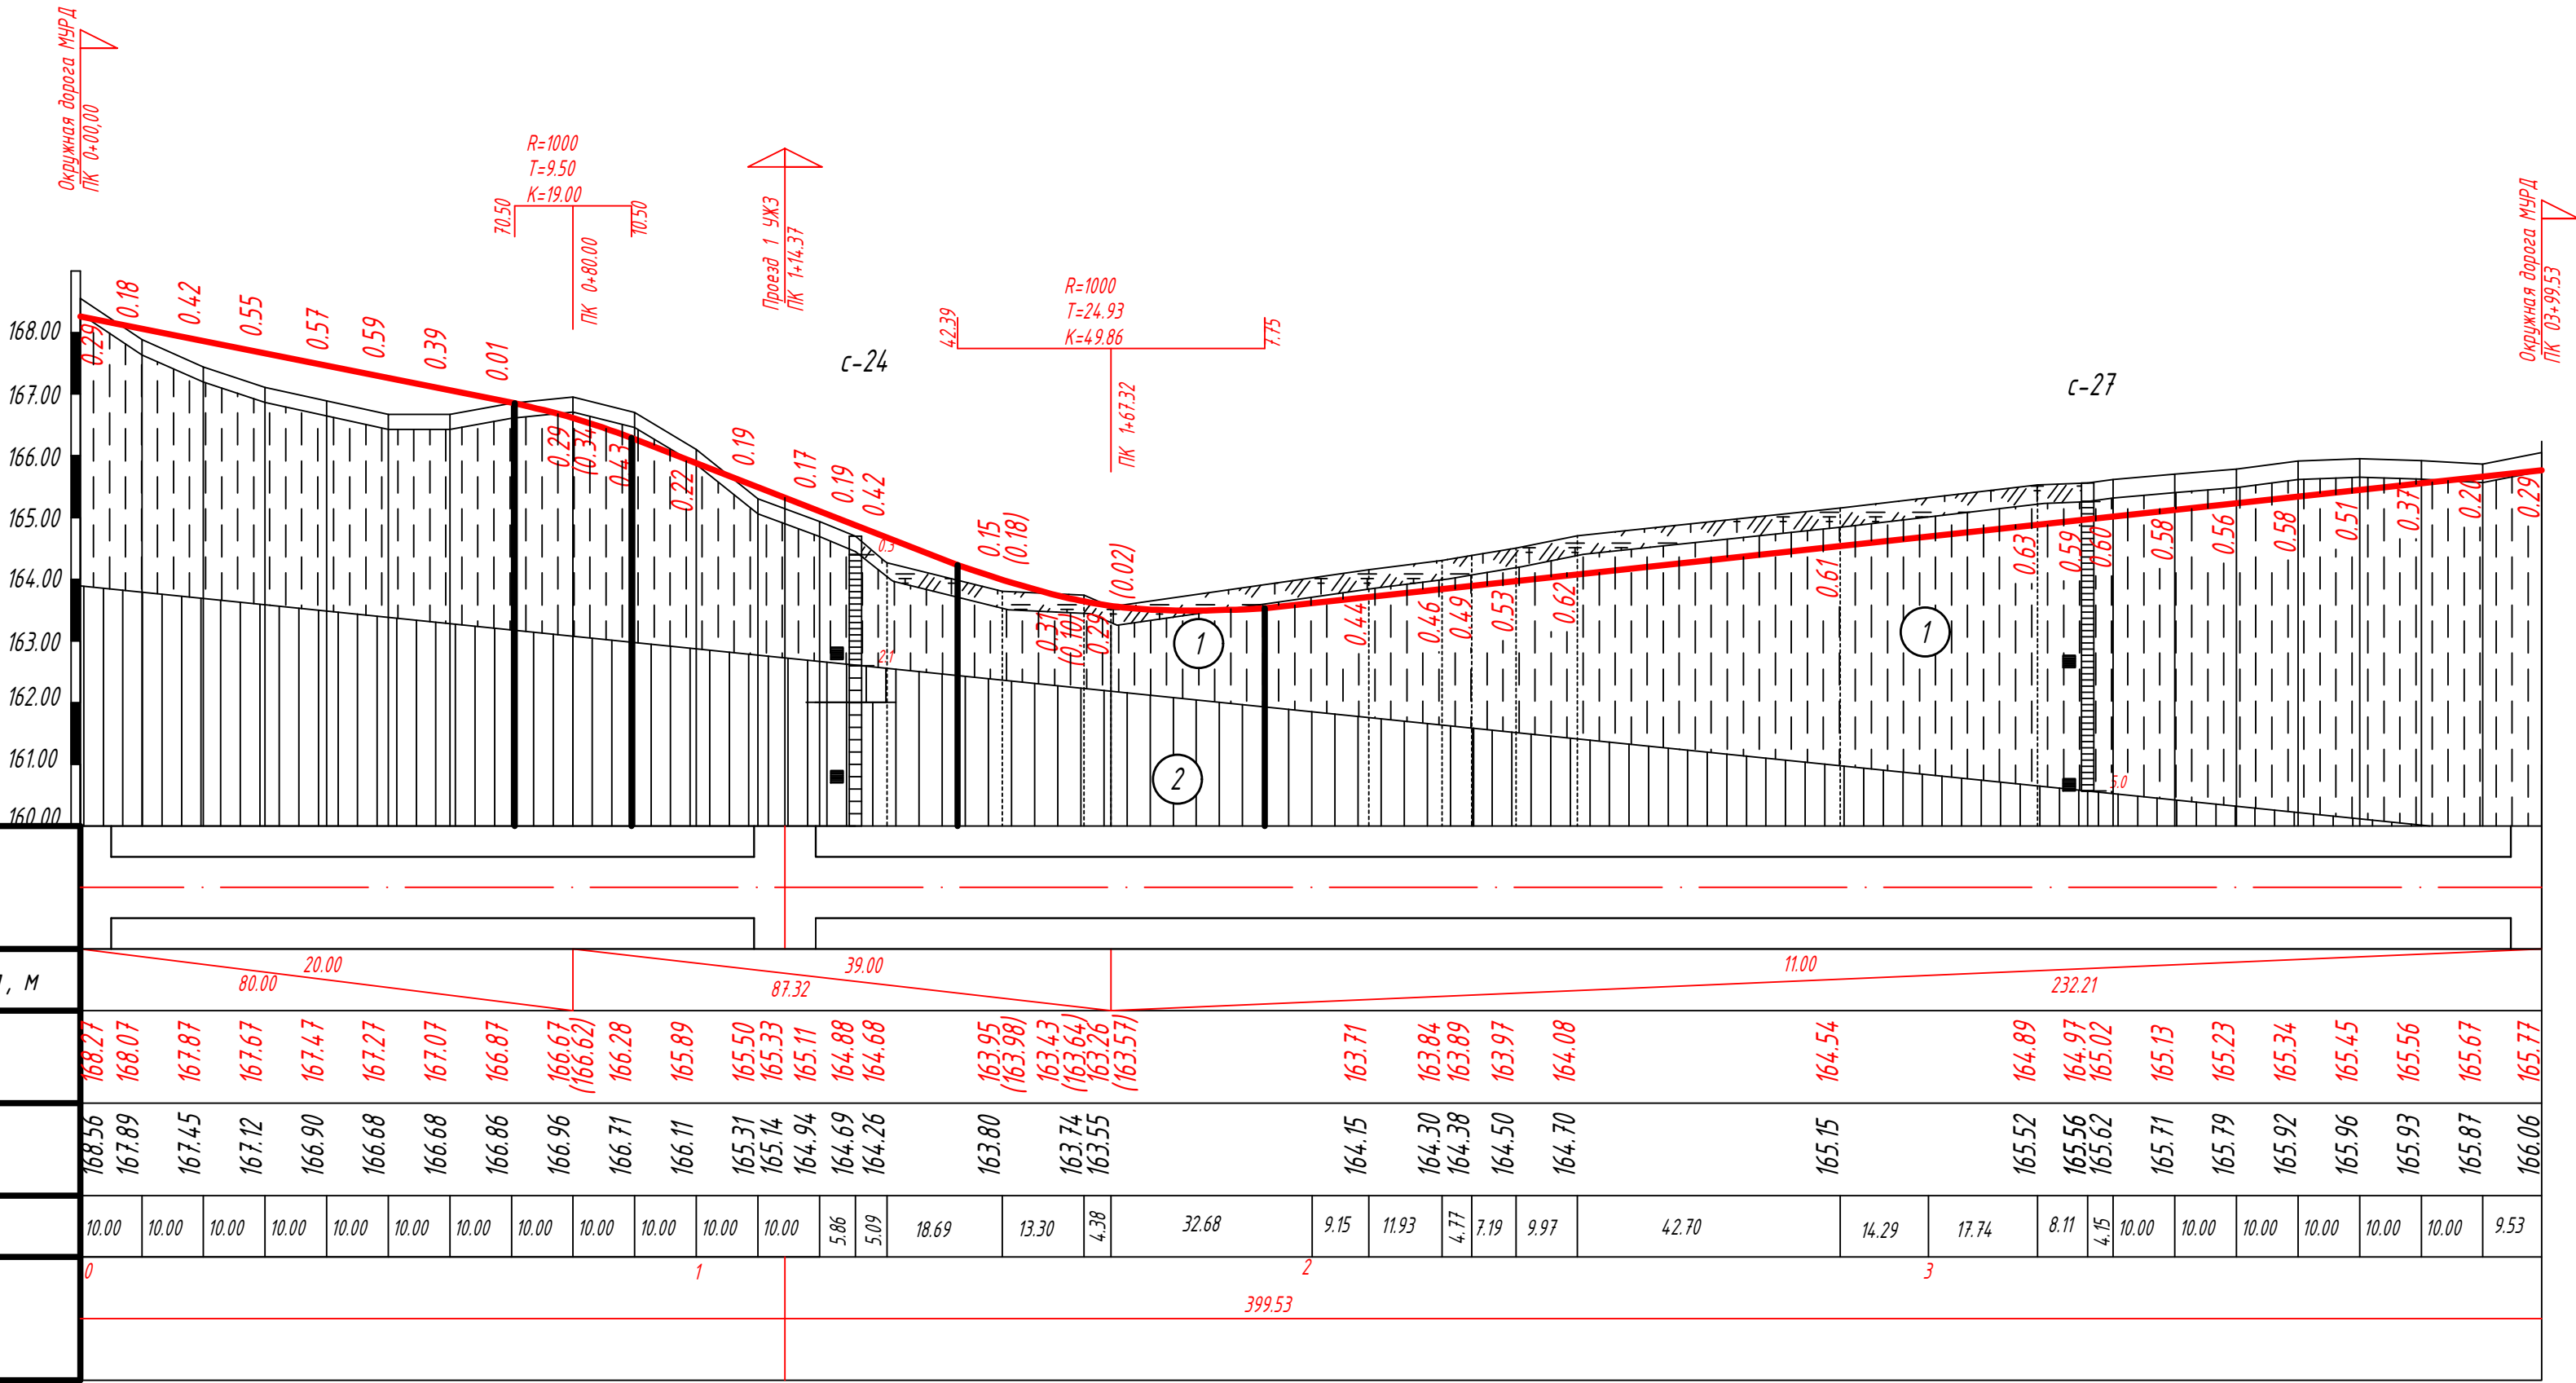 Окружная дорога МУРД
ПК 0+00,00
R=1000
T=9.50
K=19.00
70.50
10.50
ПК 0+80.00
Проезд 1 УЖЗ
ПК 1+14.37
R=1000
T=24.93
K=49.86
42.39
7.75
ПК 1+67.32
Окружная дорога МУРД
ПК 03+99.53
с-24
с-27
168.00
167.00
166.00
165.00
164.00
163.00
162.00
161.00
160.00
0.29 0.18 0.42 0.55 0.57 0.59 0.39 0.01 0.29 (0.34) 0.43 0.22 0.19 0.17 0.19 0.42 0.15 (0.18) 0.31 (0.10) 0.29 (0.02) 0.44 0.46 0.49 0.53 0.62 0.61 0.63 0.59 0.60 0.58 0.56 0.58 0.51 0.37 0.20 0.29
0.3
2.1
5.0
1
2
1
, м
20.00 39.00 11.00
80.00 87.32 232.21
168.27 168.07 167.87 167.67 167.47 167.27 167.07 166.87 166.67 (166.62) 166.28 165.89 165.50 165.33 165.11 164.88 164.68 163.95 (163.98) 163.43 (163.64) 163.26 (163.57) 163.71 163.84 163.89 163.97 164.08 164.54 164.89 164.97 165.02 165.13 165.23 165.34 165.45 165.56 165.67 165.77
168.56 167.89 167.45 167.12 166.90 166.68 166.68 166.86 166.96 166.71 166.11 165.31 165.14 164.94 164.69 164.26 163.80 163.74 163.55 164.15 164.30 164.38 164.50 164.70 165.15 165.52 165.56 165.62 165.71 165.79 165.92 165.96 165.93 165.87 166.06
10.00 10.00 10.00 10.00 10.00 10.00 10.00 10.00 10.00 10.00 10.00 10.00 5.86 5.09 18.69 13.30 4.38 32.68 9.15 11.93 4.77 7.19 9.97 42.70 14.29 17.74 8.11 4.15 10.00 10.00 10.00 10.00 10.00 10.00 9.53
0 1 2 3
399.53